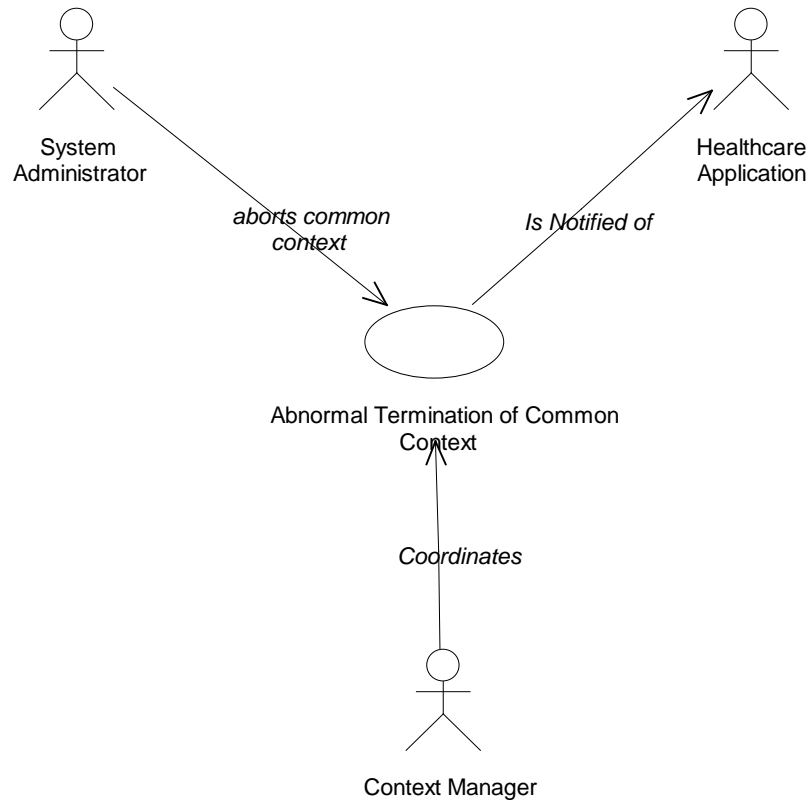 System
Administrator
Healthcare
Application
aborts common
context
Is Notified of
Abnormal Termination of Common
Context
Coordinates
Context Manager